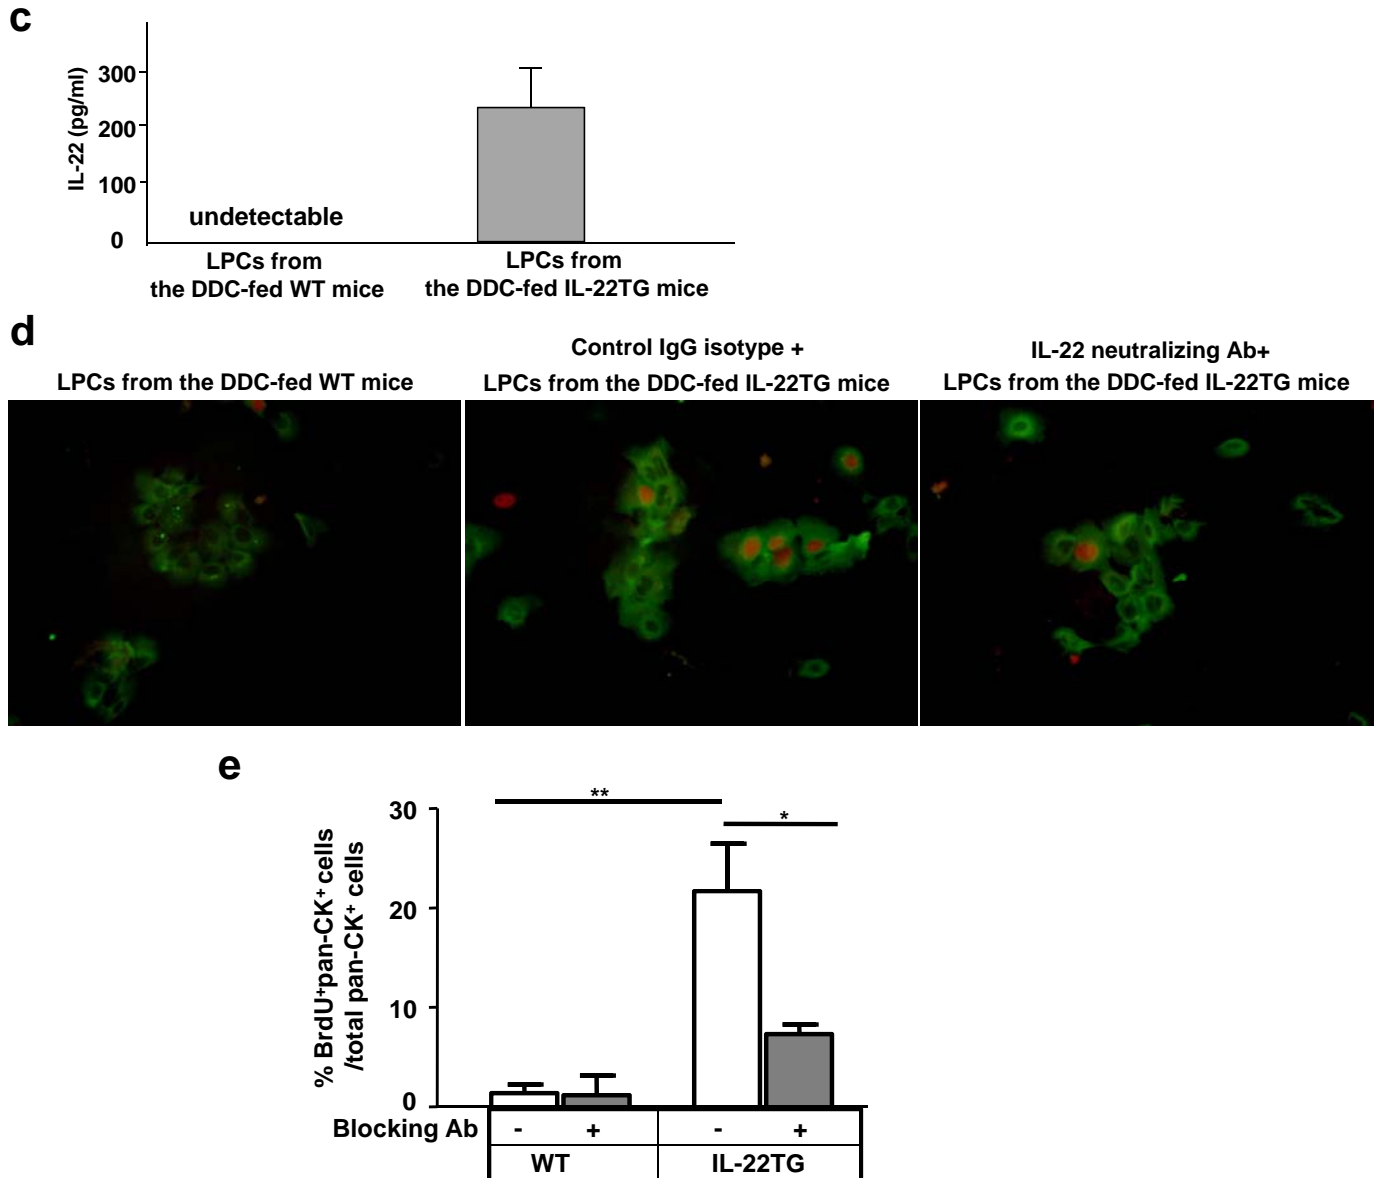 c
IL-22 (pg/ml)
300
200
100
0
undetectable
LPCs from
the DDC-fed WT mice
LPCs from
the DDC-fed IL-22TG mice
d
LPCs from the DDC-fed WT mice
Control IgG isotype +
LPCs from the DDC-fed IL-22TG mice
IL-22 neutralizing Ab+
LPCs from the DDC-fed IL-22TG mice
e
% BrdU⁺pan-CK⁺ cells
/total pan-CK⁺ cells
30
20
10
0
**
*
Blocking Ab - + - +
WT IL-22TG